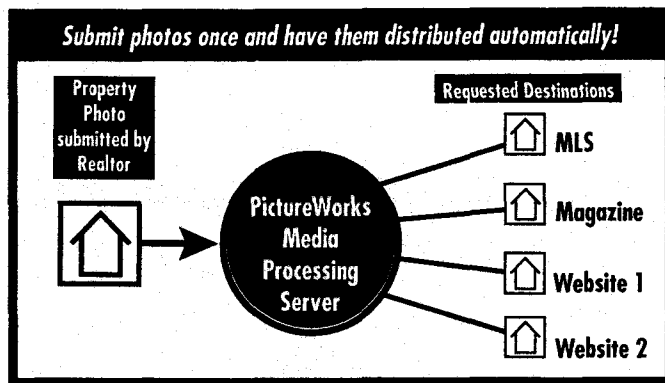 Submit photos once and have them distributed automatically!
Property
Photo
submitted by
Realtor
PictureWorks
Media
Processing
Server
Requested Destinations
MLS
Magazine
Website 1
Website 2